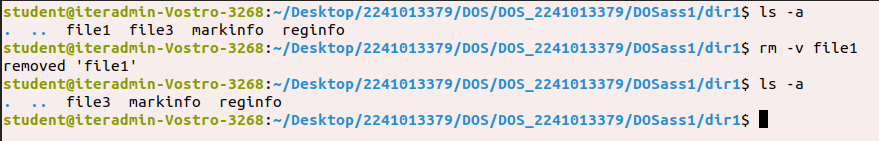 student@iteradmin-Vostro-3268:~/Desktop/2241013379/DOS/DOS_2241013379/DOSass1/dir1$ ls -a
.  ..  file1  file3  markinfo  reginfo
student@iteradmin-Vostro-3268:~/Desktop/2241013379/DOS/DOS_2241013379/DOSass1/dir1$ rm -v file1
removed 'file1'
student@iteradmin-Vostro-3268:~/Desktop/2241013379/DOS/DOS_2241013379/DOSass1/dir1$ ls -a
.  ..  file3  markinfo  reginfo
student@iteradmin-Vostro-3268:~/Desktop/2241013379/DOS/DOS_2241013379/DOSass1/dir1$